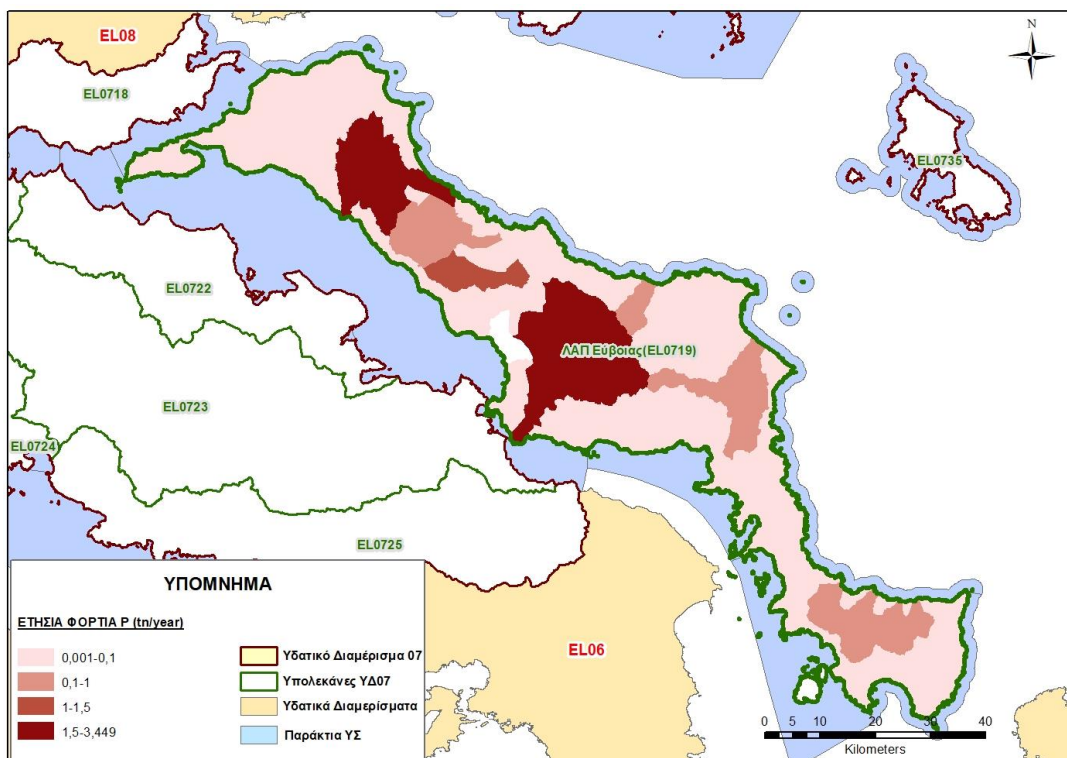 EL08
N
EL0718
EL0735
EL0722
ΛΑΠ Εύβοιας(EL0719)
EL0723
EL0724
EL0725
EL06
ΥΠΟΜΝΗΜΑ
ΕΤΗΣΙΑ ΦΟΡΤΙΑ P (tn/year)
0,001-0,1
0,1-1
1-1,5
1,5-3,449
Υδατικό Διαμέρισμα 07
Υπολεκάνες ΥΔ07
Υδατικά Διαμερίσματα
Παράκτια ΥΣ
0 5 10 20 30 40
Kilometers